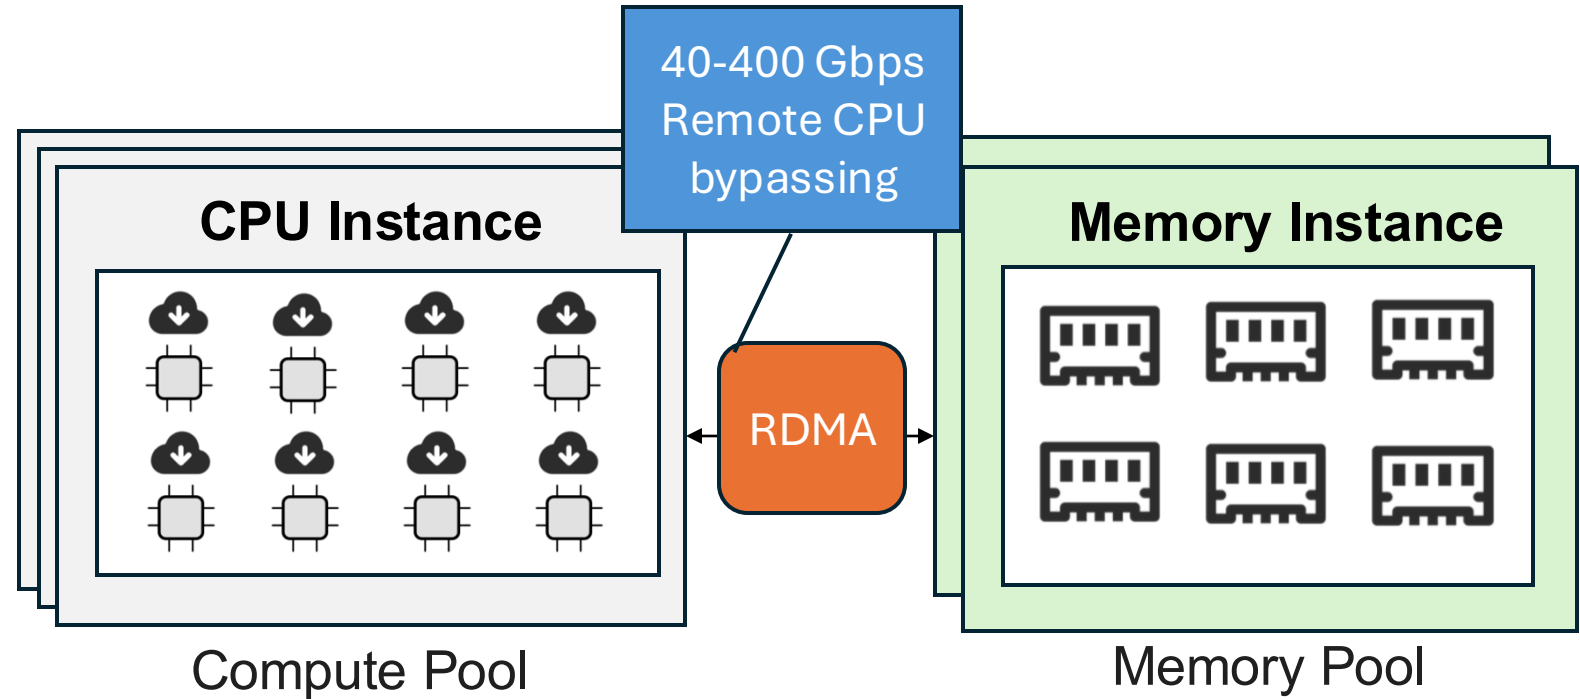 40-400 Gbps
Remote CPU
bypassing
CPU Instance
Memory Instance
RDMA
Compute Pool
Memory Pool